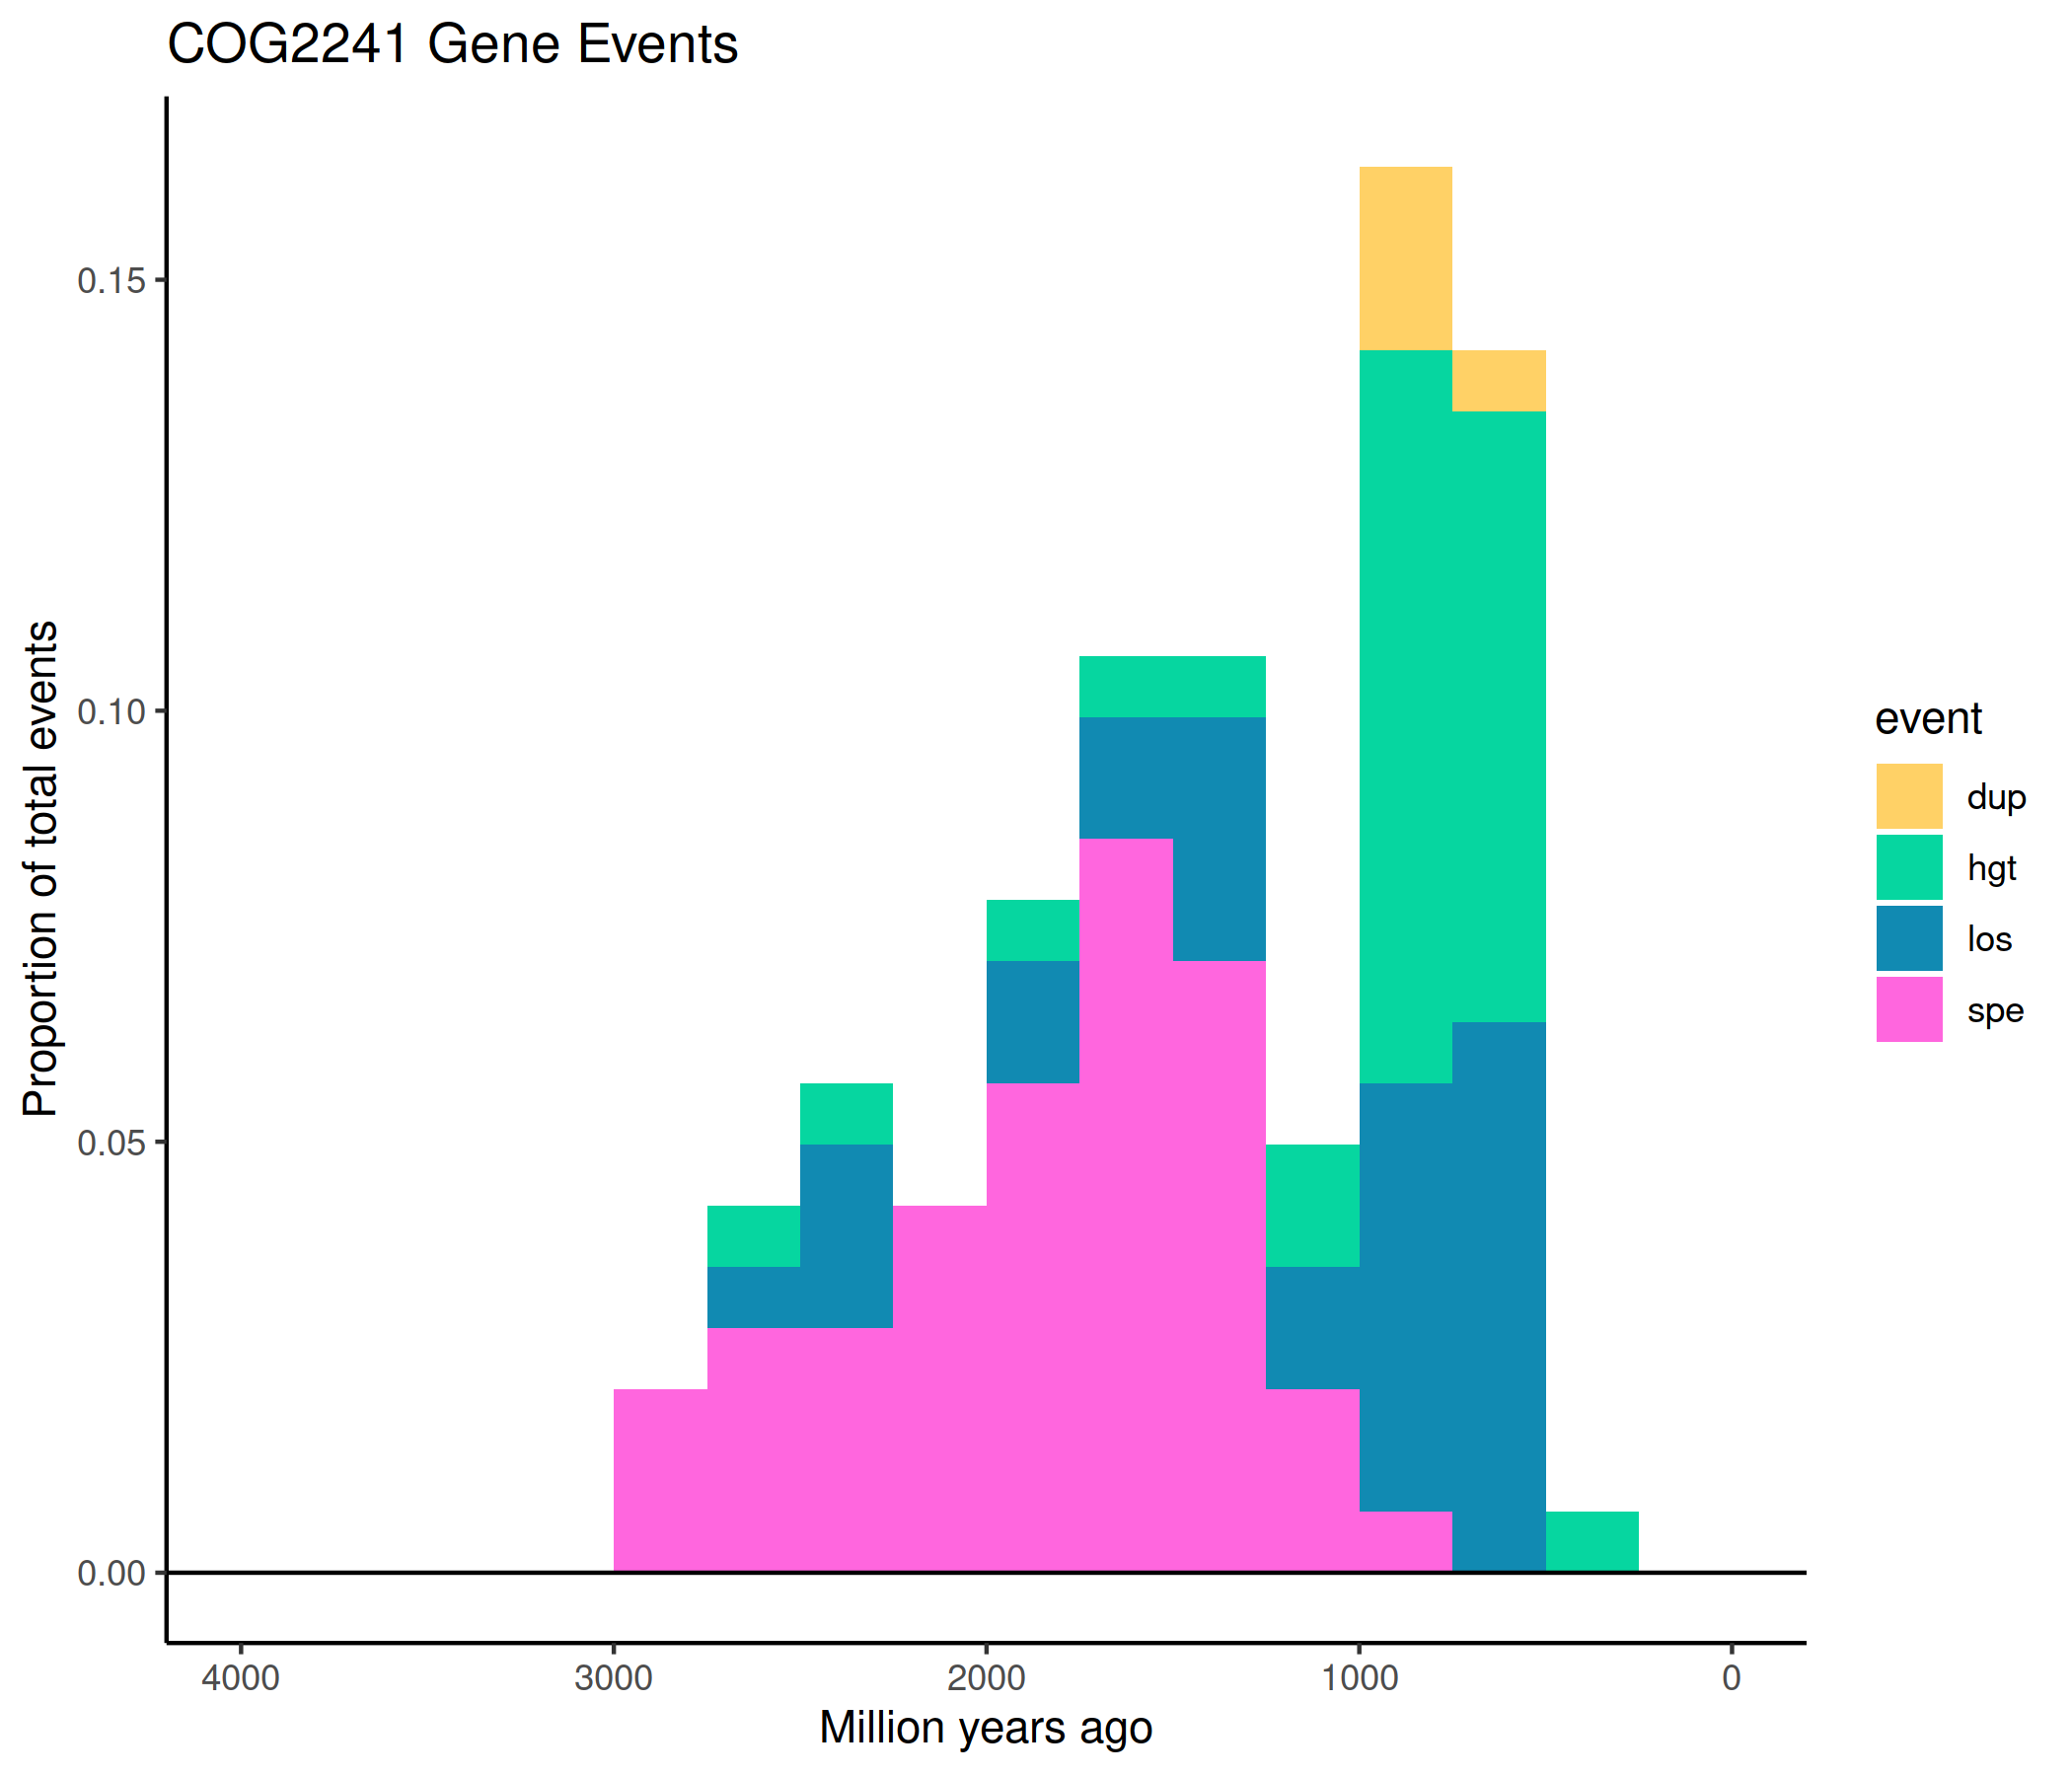 COG2241 Gene Events
Proportion of total events
0.15
0.10
0.05
0.00
4000 3000 2000 1000 0
Million years ago
event
dup
hgt
los
spe